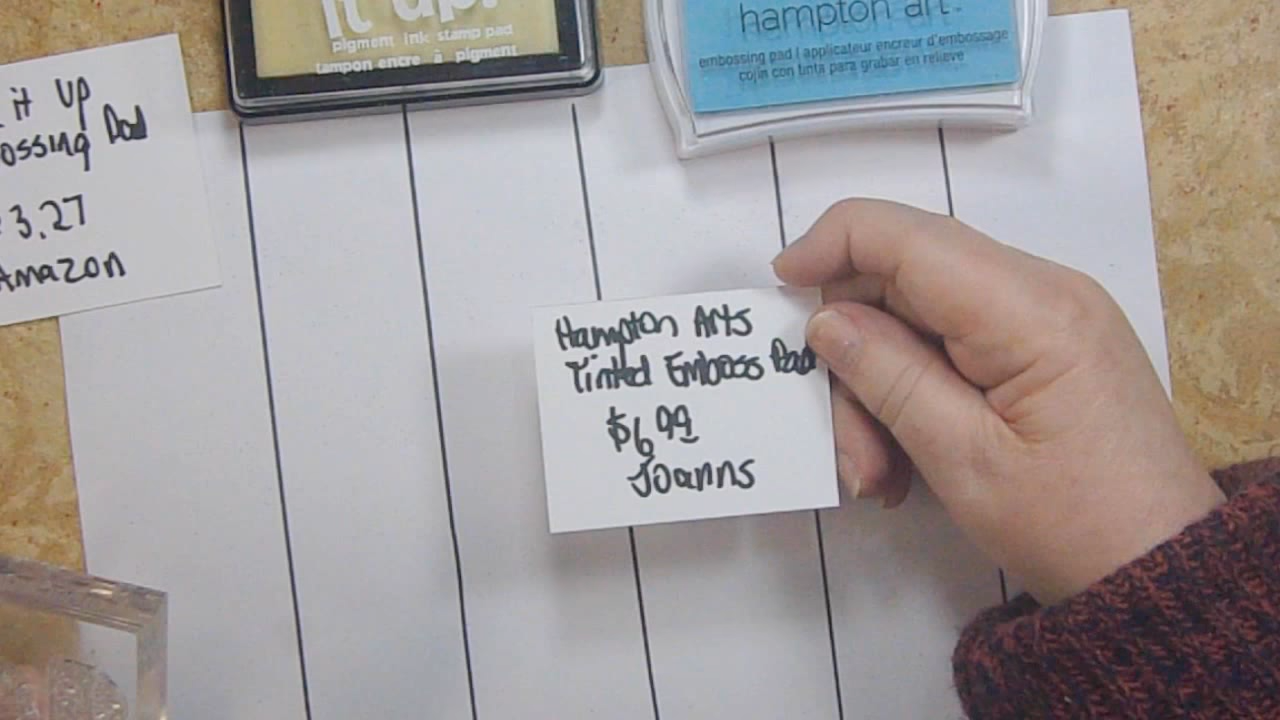 it up!
pigment ink stamp pad
tampon encre à pigment
hampton art™
embossing pad | applicateur encreur d'embossage
cojín con tinta para grabar en relieve
it up
ossing Pad
3.27
Amazon
Hampton Arts
Tinted Emboss Pad
$6.99
Joanns